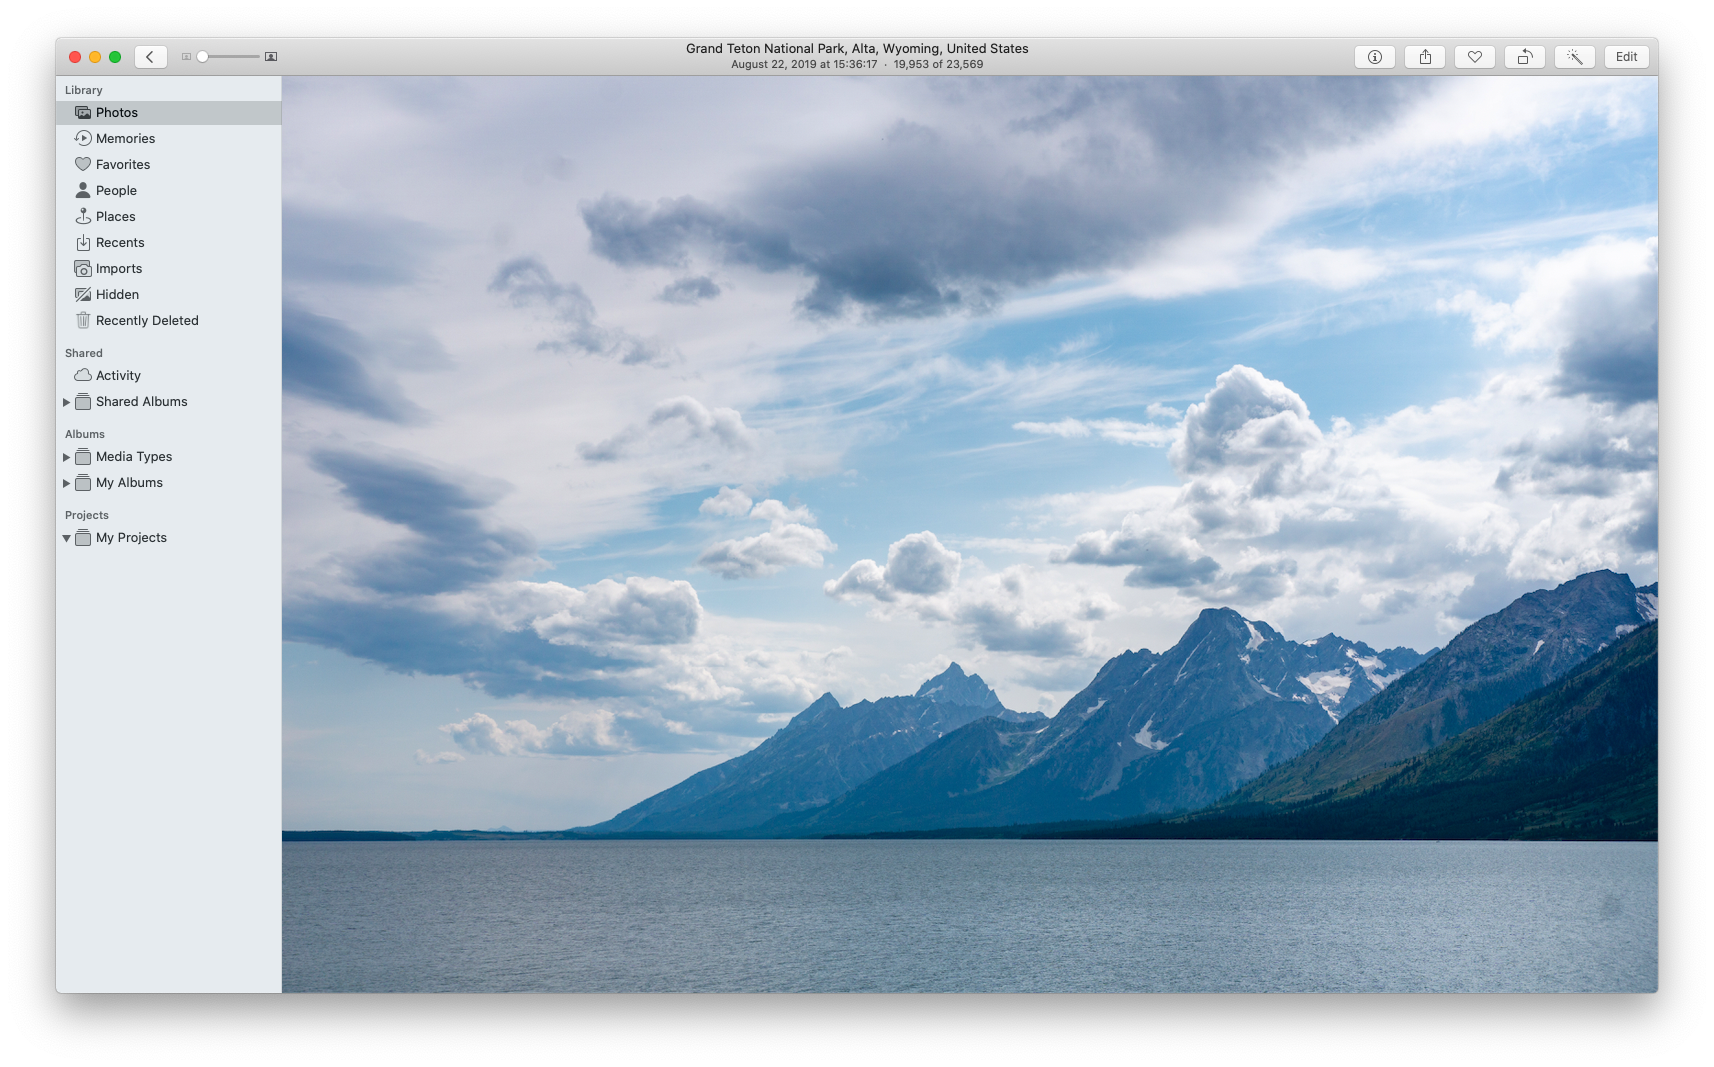 Grand Teton National Park, Alta, Wyoming, United States
August 22, 2019 at 15:36:17 · 19,953 of 23,569
Edit
Library
Photos
Memories
Favorites
People
Places
Recents
Imports
Hidden
Recently Deleted
Shared
Activity
Shared Albums
Albums
Media Types
My Albums
Projects
My Projects